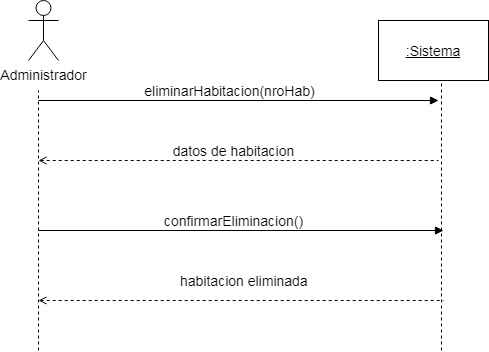 :Sistema
Administrador
eliminarHabitacion(nroHab)
datos de habitacion
confirmarEliminacion()
habitacion eliminada